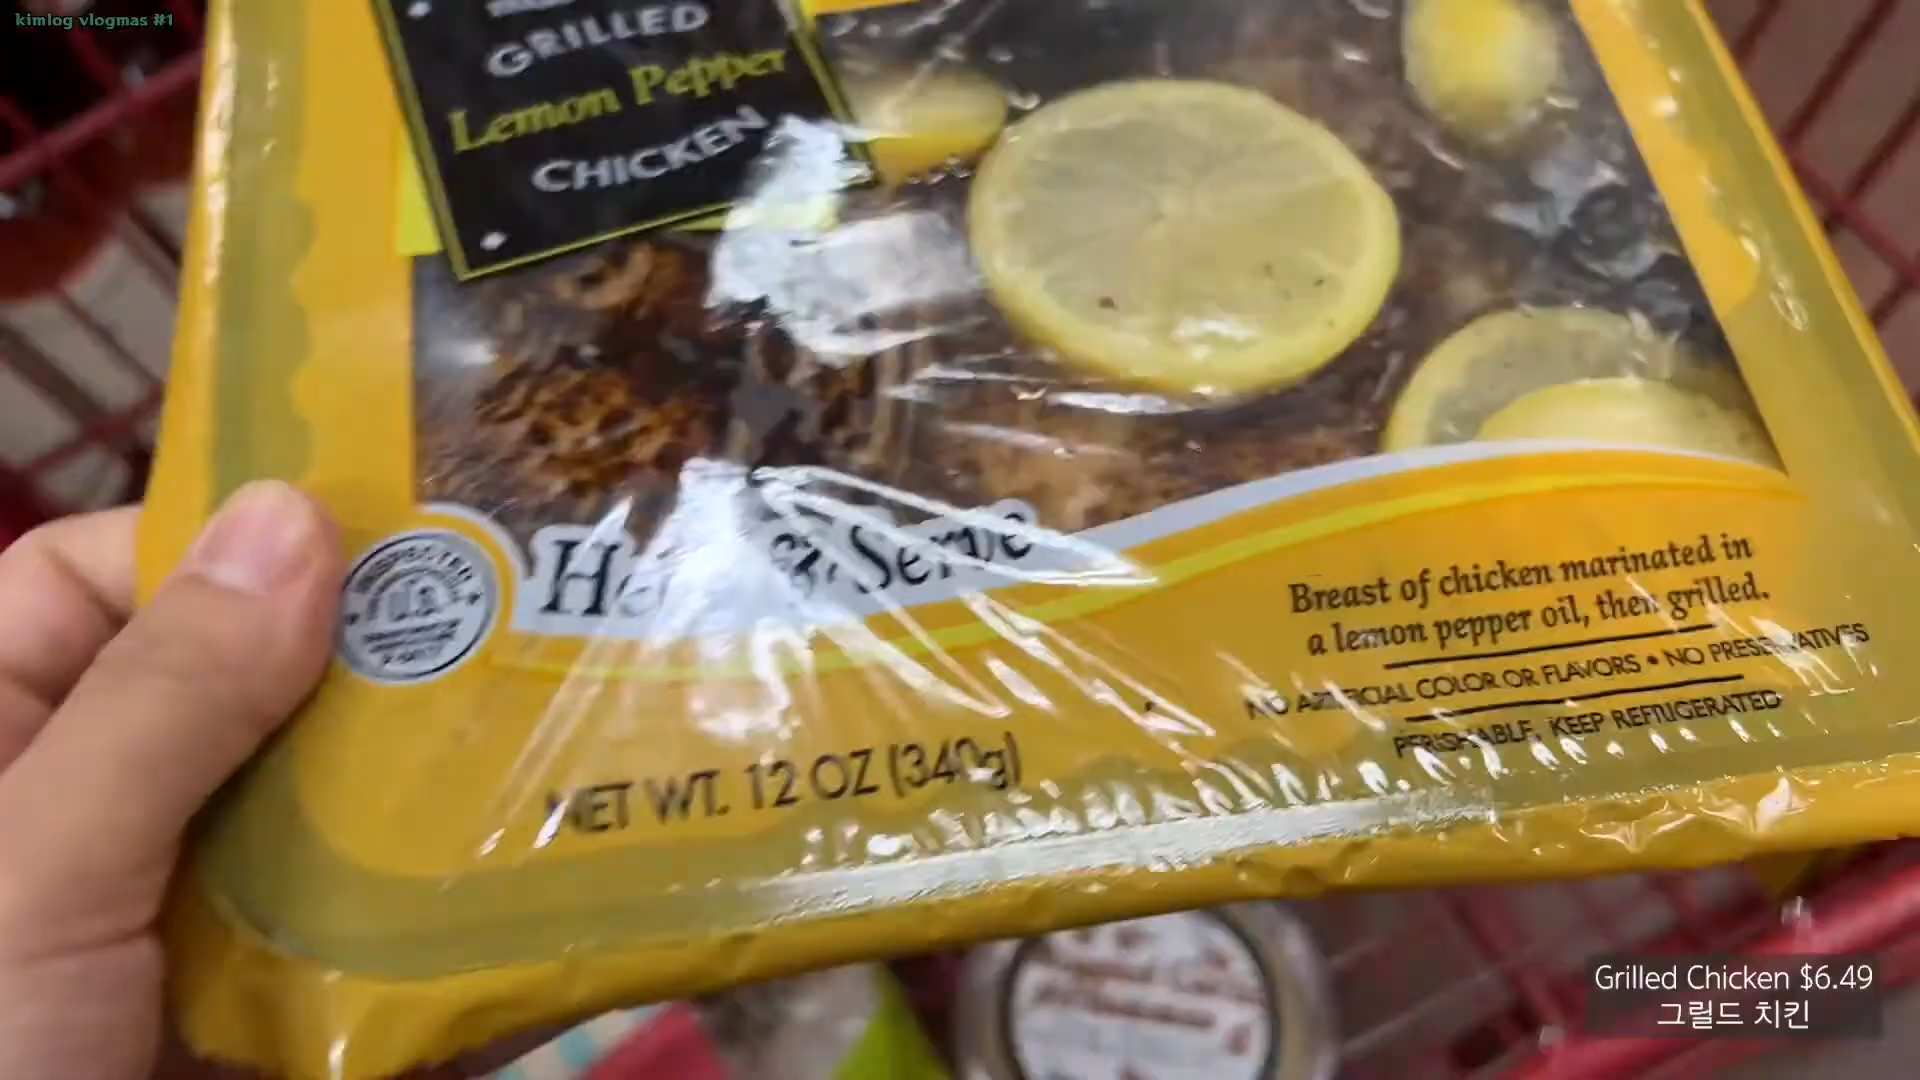 kimlog vlogmas #1
GRILLED
Lemon Pepper
CHICKEN
Heat & Serve
U.S.
Breast of chicken marinated in
a lemon pepper oil, then grilled.
NO ARTIFICIAL COLOR OR FLAVORS • NO PRESERVATIVES
PERISHABLE, KEEP REFRIGERATED
NET WT. 12 OZ (340g)
Grilled Chicken $6.49
그릴드 치킨